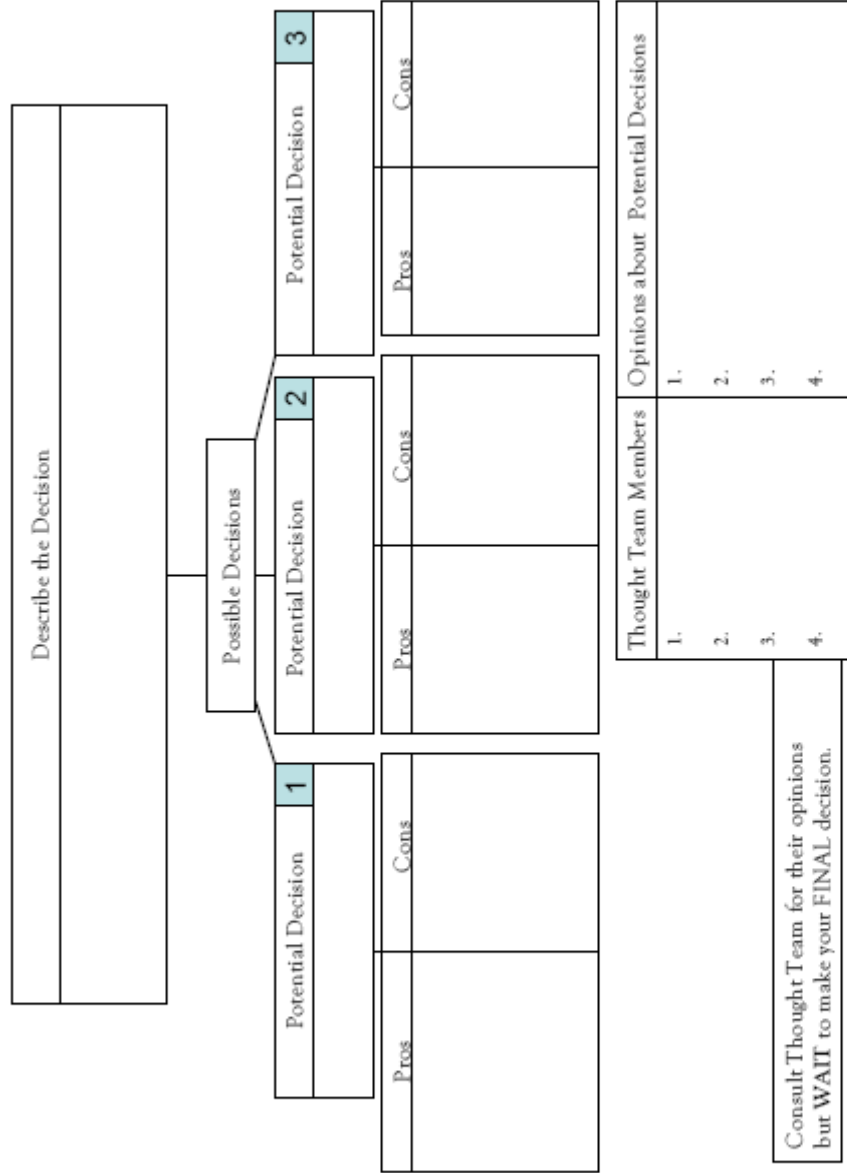 Describe the Decision
Possible Decisions
Potential Decision 1
Potential Decision 2
Potential Decision 3
Pros Cons
Pros Cons
Pros Cons
Consult Thought Team for their opinions
but WAIT to make your FINAL decision.
Thought Team Members Opinions about Potential Decisions
1. 1.
2. 2.
3. 3.
4. 4.